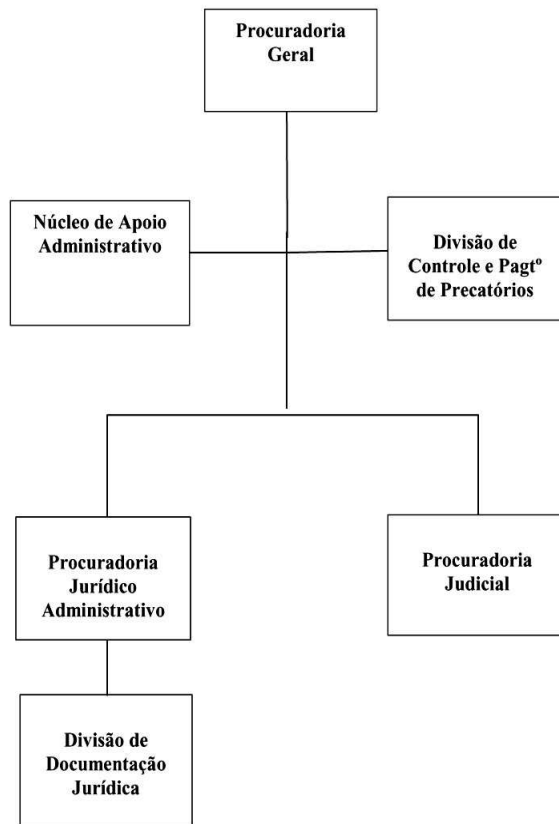 Procuradoria
Geral
Núcleo de Apoio
Administrativo
Divisão de
Controle e Pagtº
de Precatórios
Procuradoria
Jurídico
Administrativo
Procuradoria
Judicial
Divisão de
Documentação
Jurídica